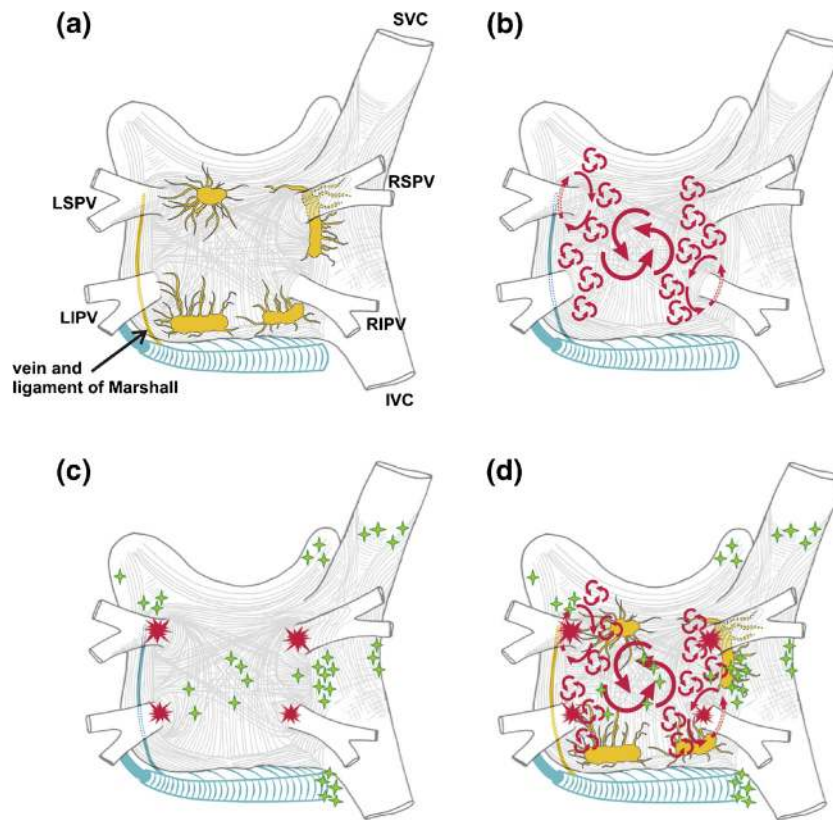 (a)
SVC
(b)
LSPV
RSPV
LIPV
RIPV
vein and
ligament of Marshall
IVC
(c)
(d)